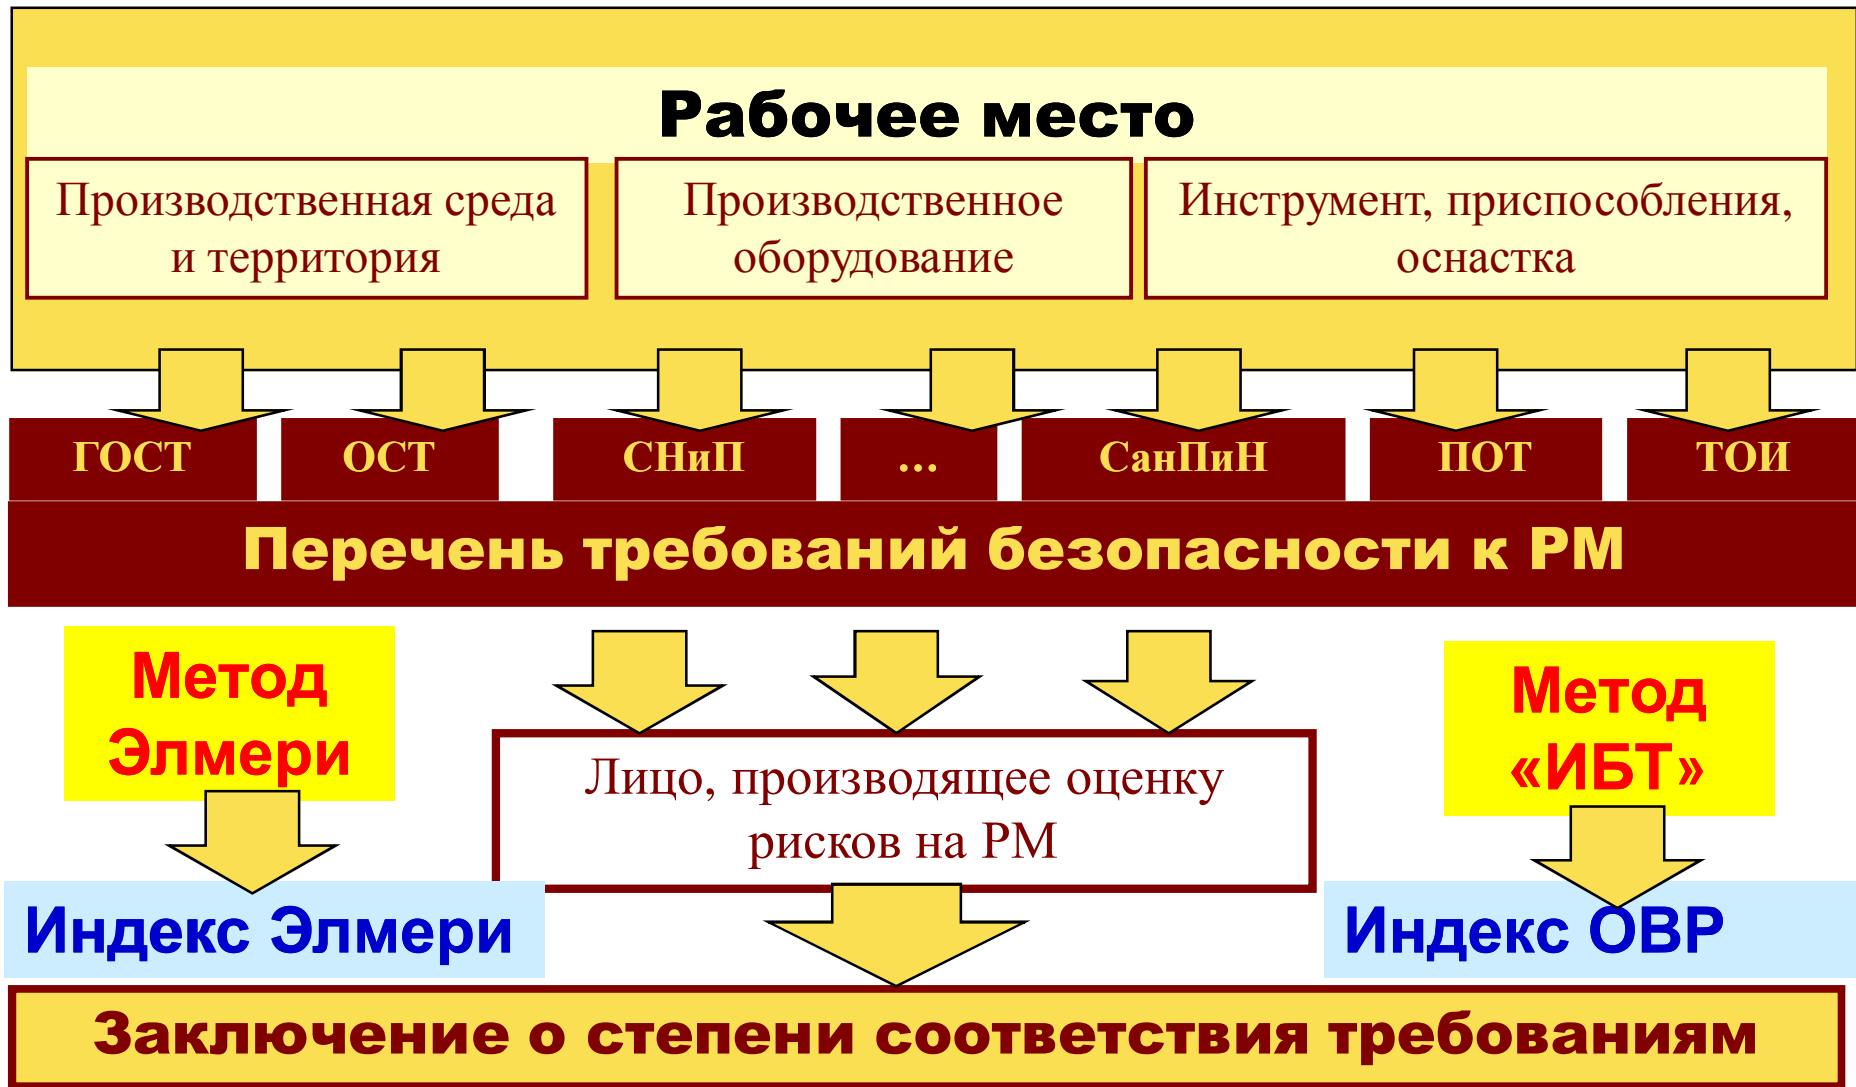 Рабочее место
Производственная среда
и территория
Производственное
оборудование
Инструмент, приспособления,
оснастка
ГОСТ
ОСТ
СНиП
...
СанПиН
ПОТ
ТОИ
Перечень требований безопасности к РМ
Метод
Элмери
Лицо, производящее оценку
рисков на РМ
Метод
«ИБТ»
Индекс Элмери
Индекс ОВР
Заключение о степени соответствия требованиям